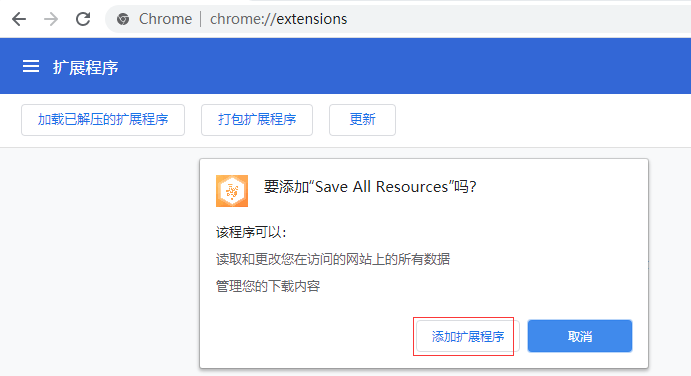 Chrome | chrome://extensions
扩展程序
加载已解压的扩展程序 打包扩展程序 更新
要添加“Save All Resources”吗?
该程序可以:
读取和更改您在访问的网站上的所有数据
管理您的下载内容
添加扩展程序 取消